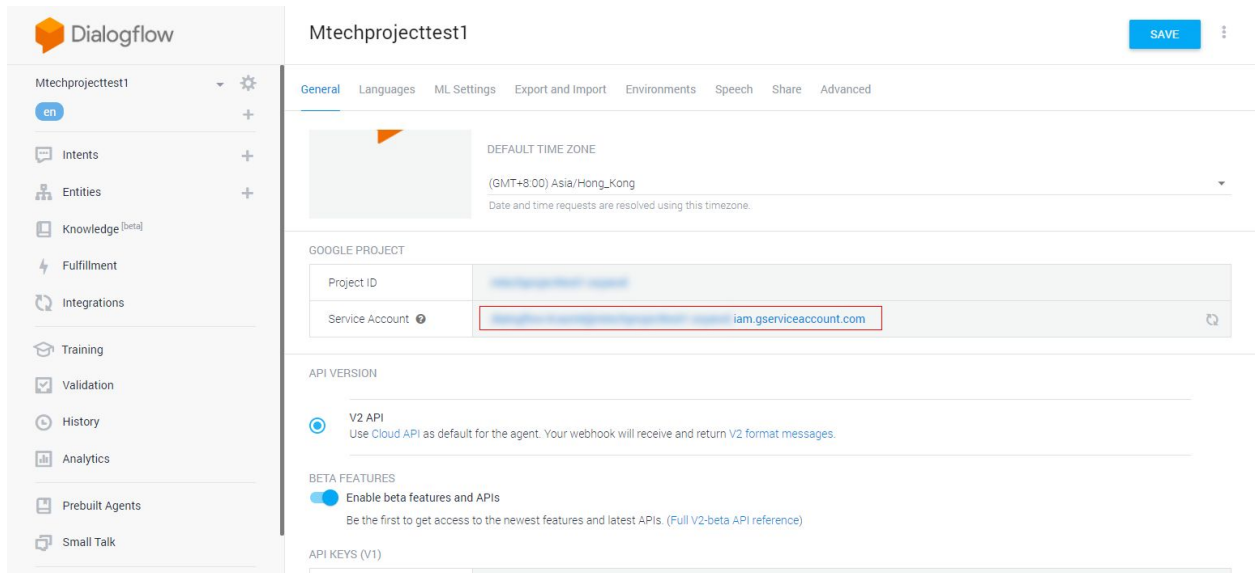 Dialogflow
Mtechprojecttest1
SAVE
Mtechprojecttest1
en
General Languages ML Settings Export and Import Environments Speech Share Advanced
Intents
Entities
Knowledge [beta]
Fulfillment
Integrations
Training
Validation
History
Analytics
Prebuilt Agents
Small Talk
DEFAULT TIME ZONE
(GMT+8:00) Asia/Hong_Kong
Date and time requests are resolved using this timezone.
GOOGLE PROJECT
Project ID
Service Account
iam.gserviceaccount.com
API VERSION
V2 API
Use Cloud API as default for the agent. Your webhook will receive and return V2 format messages.
BETA FEATURES
Enable beta features and APIs
Be the first to get access to the newest features and latest APIs. (Full V2-beta API reference)
API KEYS (V1)